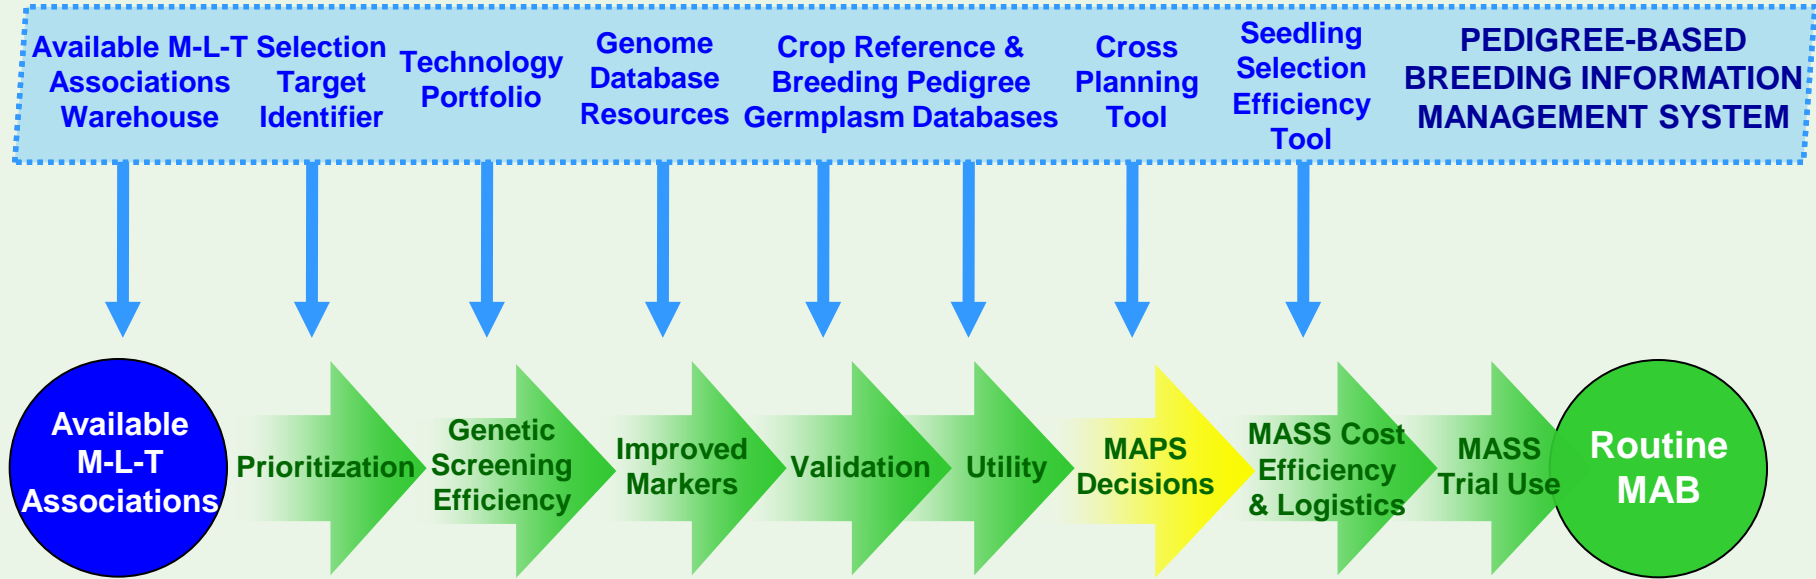 Available M-L-T
Associations
Warehouse
Selection
Target
Identifier
Technology
Portfolio
Genome
Database
Resources
Crop Reference &
Breeding Pedigree
Germplasm Databases
Cross
Planning
Tool
Seedling
Selection
Efficiency
Tool
PEDIGREE-BASED
BREEDING INFORMATION
MANAGEMENT SYSTEM
Available
M-L-T
Associations
Prioritization
Genetic
Screening
Efficiency
Improved
Markers
Validation
Utility
MAPS
Decisions
MASS Cost
Efficiency
& Logistics
MASS
Trial Use
Routine
MAB